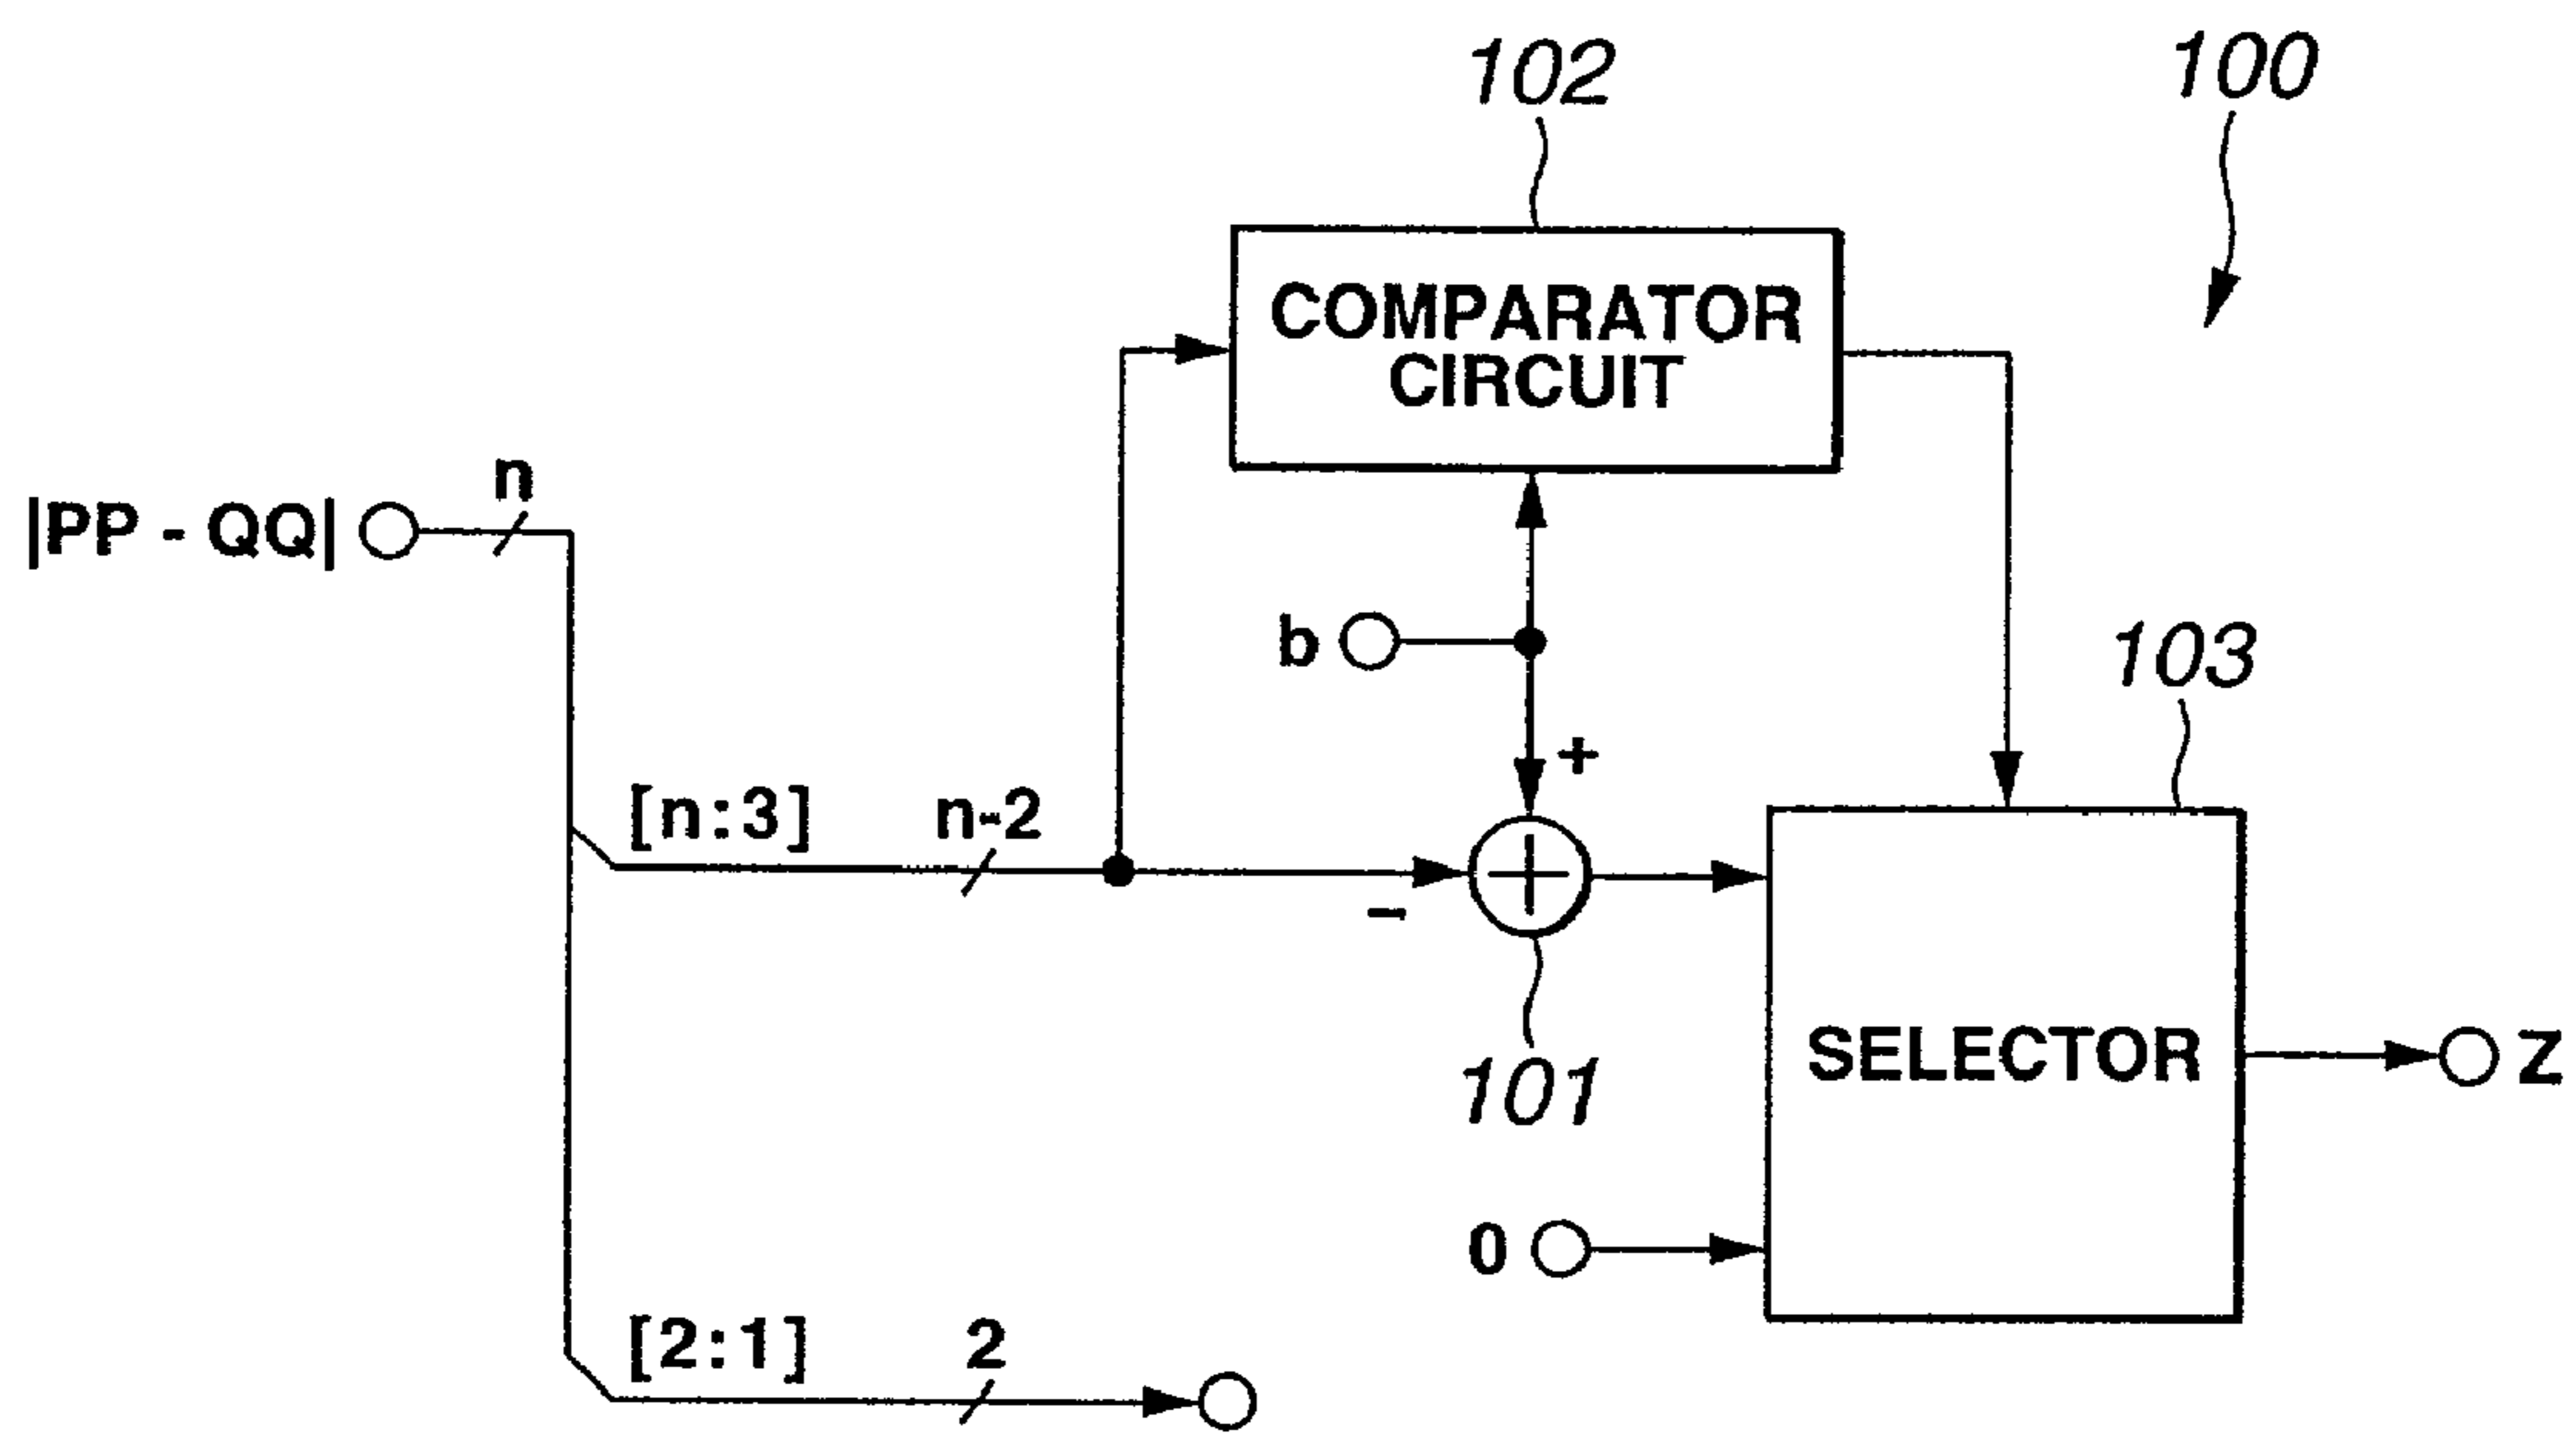 102
100
COMPARATOR
CIRCUIT
n
|PP - QQ|
b
103
+
[n:3]
n-2
-
101
SELECTOR
Z
0
[2:1]
2